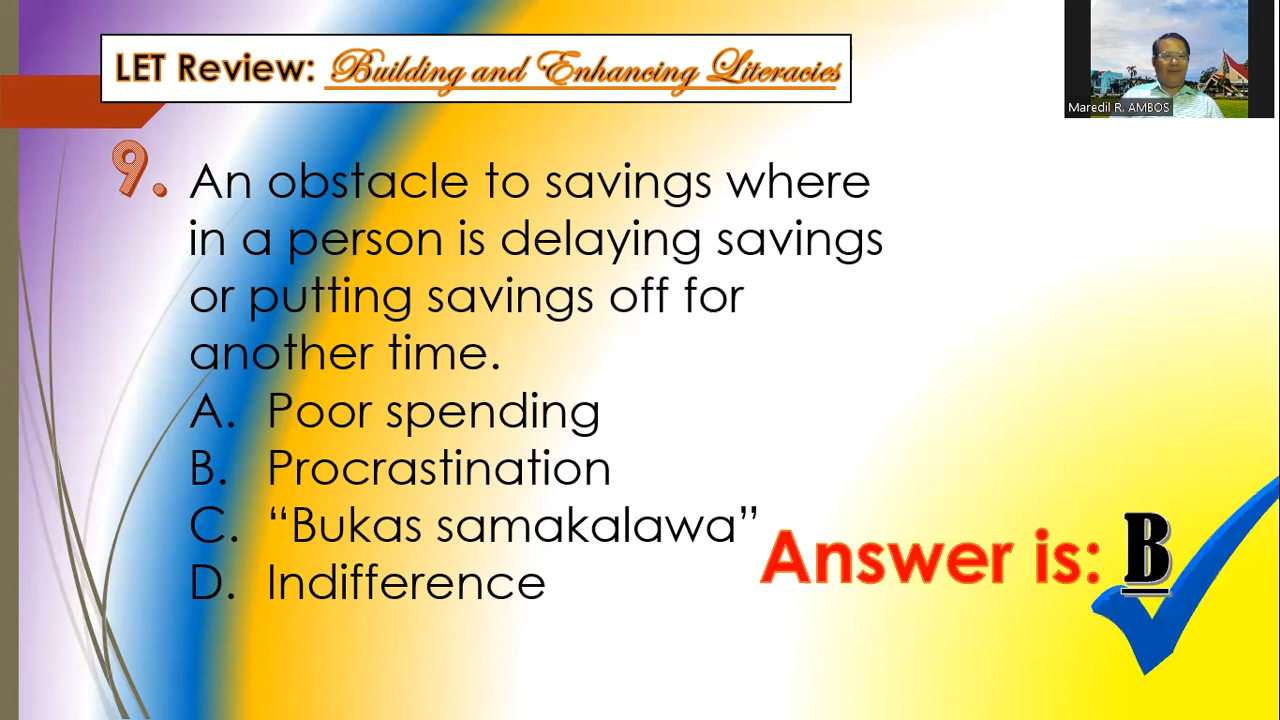 LET Review: Building and Enhancing Literacies
Maredil R. AMBOS
9. An obstacle to savings where
in a person is delaying savings
or putting savings off for
another time.
A. Poor spending
B. Procrastination
C. “Bukas samakalawa”
D. Indifference
Answer is: B